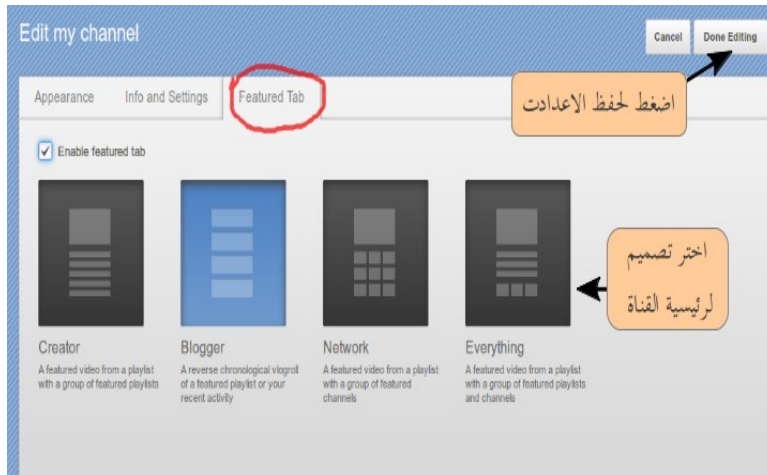 Edit my channel
Cancel
Done Editing
Appearance
Info and Settings
Featured Tab
اضغط لحفظ الاعدادت
Enable featured tab
اختر تصميم
لرئيسية القناة
Creator
A featured video from a playlist
with a group of featured playlists
Blogger
A reverse chronological vlogroll
of a featured playlist or your
recent activity
Network
A featured video from a playlist
with a group of featured
channels
Everything
A featured video from a playlist
with a group of featured playlists
and channels